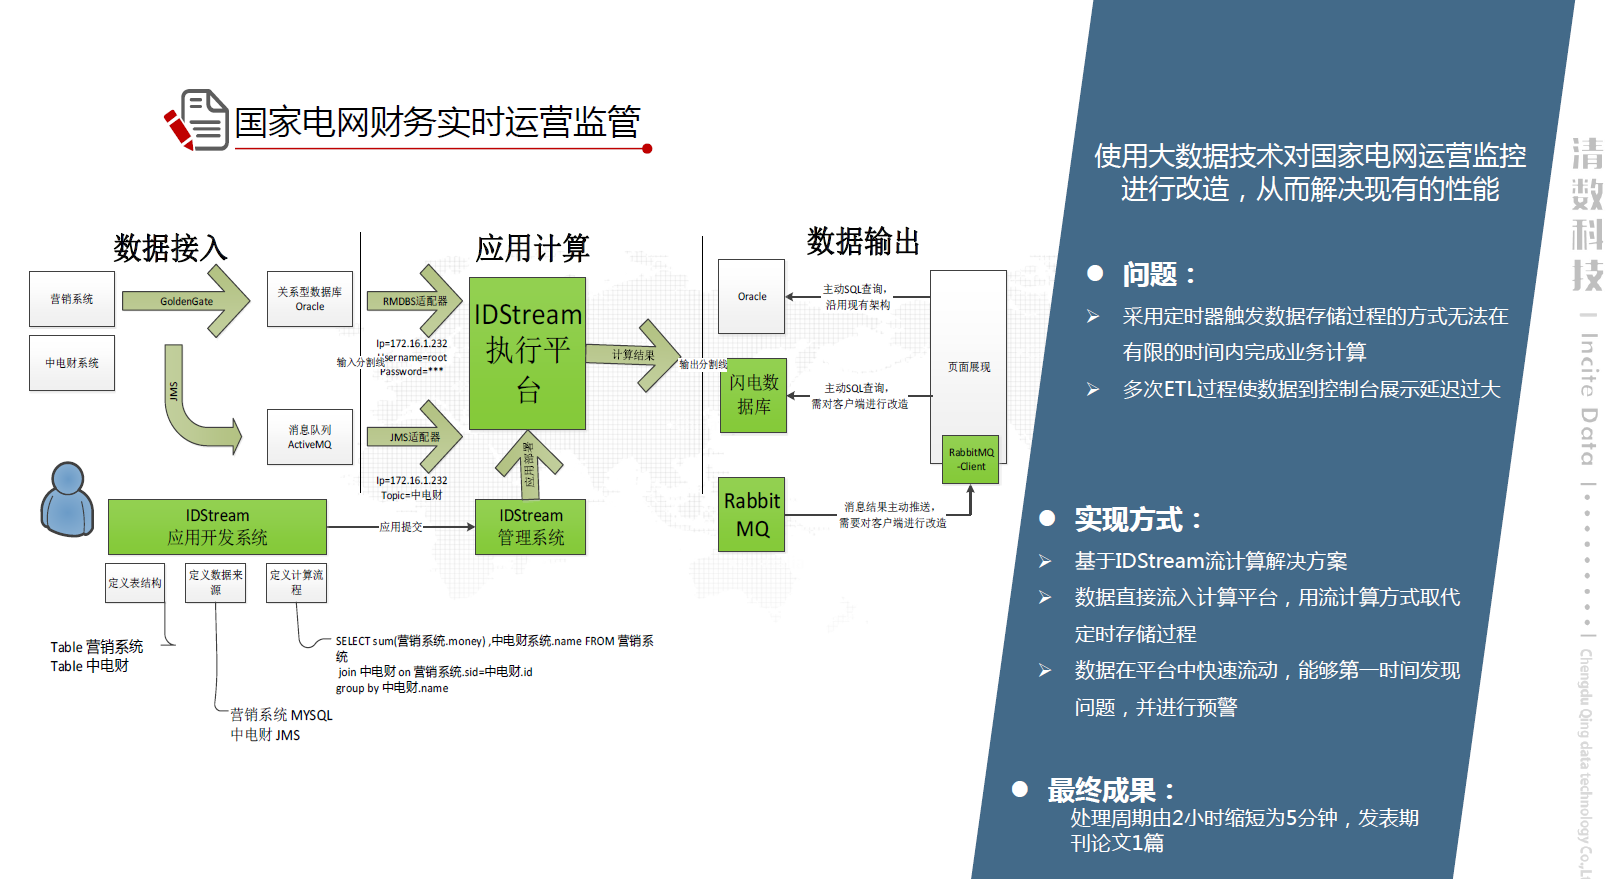 国家电网财务实时运营监管
数据接入
应用计算
数据输出
营销系统
中电财系统
GoldenGate
JMS
关系型数据库
Oracle
消息队列
ActiveMQ
RMDBS适配器
Ip=172.16.1.232
Username=root
Password=***
输入分割线
JMS适配器
Ip=172.16.1.232
Topic=中电财
IDStream
执行平
台
计算结果
输出分割线
应用部署
IDStream
应用开发系统
应用提交
IDStream
管理系统
Oracle
闪电数
据库
Rabbit
MQ
主动SQL查询，
沿用现有架构
主动SQL查询，
需对客户端进行改造
消息结果主动推送，
需要对客户端进行改造
页面展现
RabbitMQ
-Client
定义表结构
定义数据来
源
定义计算流
程
Table 营销系统
Table 中电财
营销系统 MYSQL
中电财 JMS
SELECT sum(营销系统.money) ,中电财系统.name FROM 营销系
统
join 中电财 on 营销系统.sid=中电财.id
group by 中电财.name
使用大数据技术对国家电网运营监控
进行改造，从而解决现有的性能
● 问题：
➢ 采用定时器触发数据存储过程的方式无法在
有限的时间内完成业务计算
➢ 多次ETL过程使数据到控制台展示延迟过大
● 实现方式：
➢ 基于IDStream流计算解决方案
➢ 数据直接流入计算平台，用流计算方式取代
定时存储过程
➢ 数据在平台中快速流动，能够第一时间发现
问题，并进行预警
● 最终成果：
处理周期由2小时缩短为5分钟，发表期
刊论文1篇
清数科技
Incite Data
Chengdu Qing data technology Co.,Lt